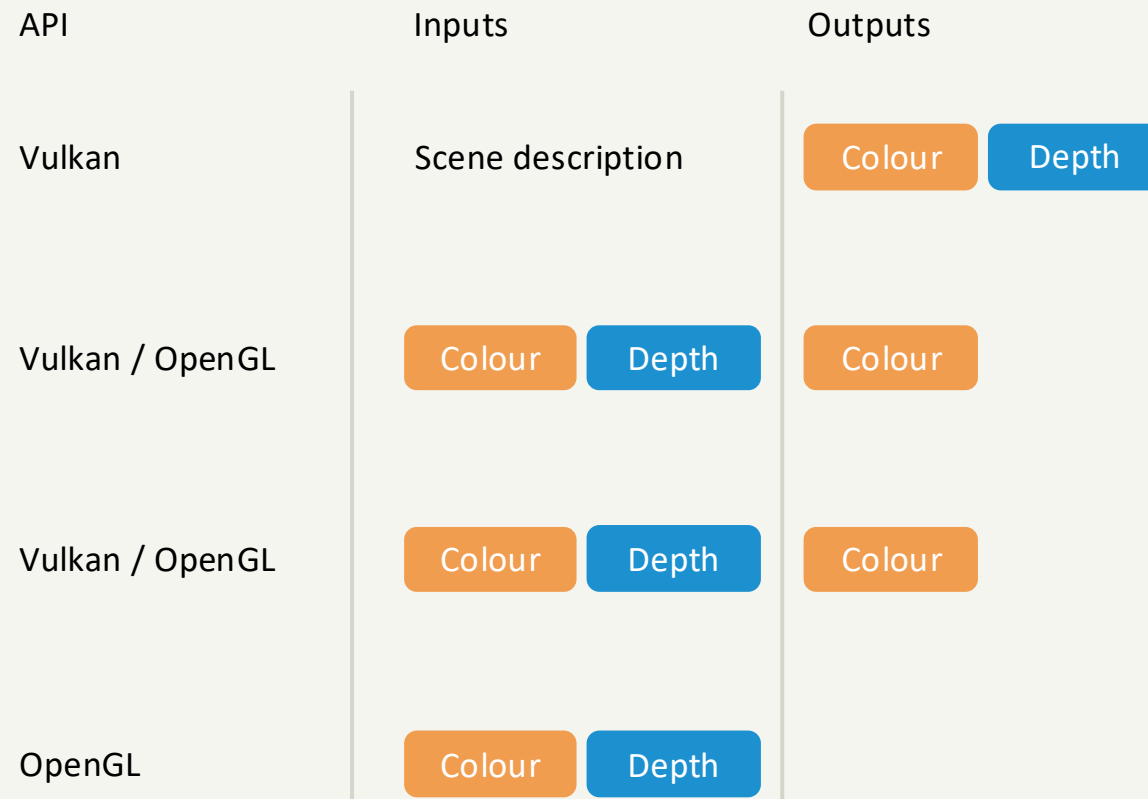 API Inputs Outputs
Vulkan Scene description Colour Depth
Vulkan / OpenGL Colour Depth Colour
Vulkan / OpenGL Colour Depth Colour
OpenGL Colour Depth